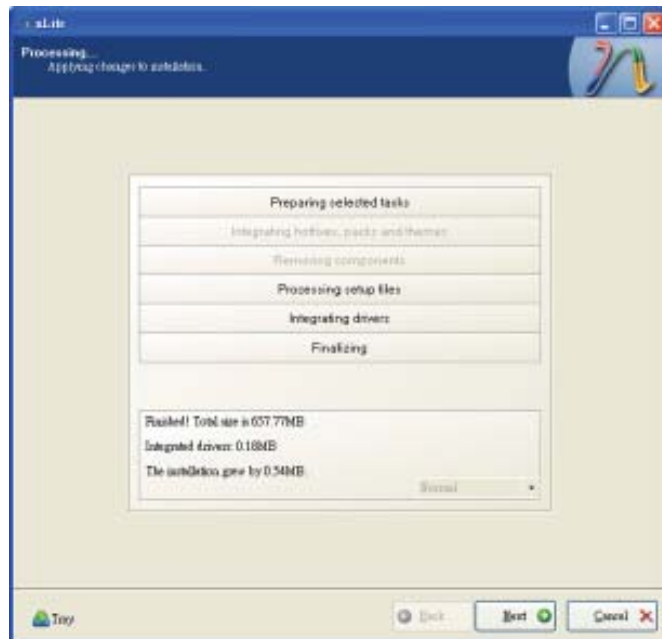 nLite
Processing...
Applying changes to installation.
Preparing selected tasks
Integrating hotfixes, packs and themes
Removing components
Processing setup files
Integrating drivers
Finalizing
Finished! Total size is 657.77MB
Integrated drivers: 0.18MB
The installation grew by 0.54MB
Normal
Tray
Back
Next
Cancel